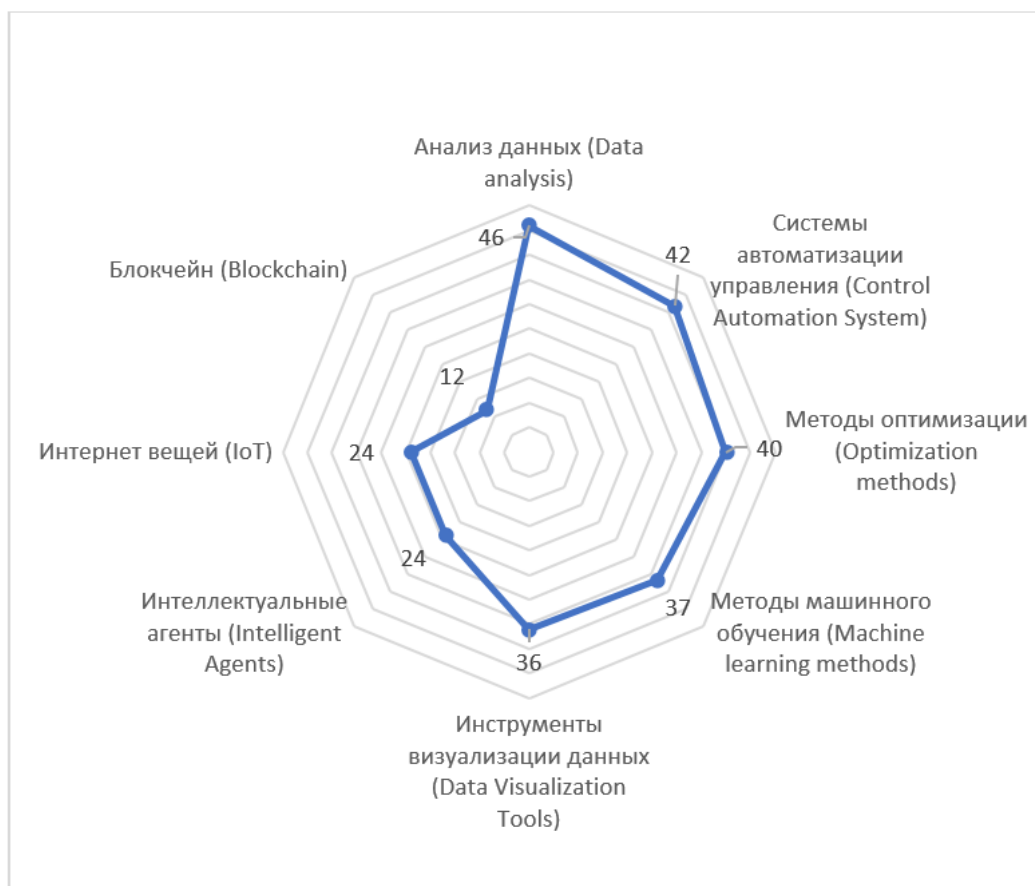 Анализ данных (Data
analysis)
46
Системы
автоматизации
управления (Control
Automation System)
42
Методы оптимизации
(Optimization
methods)
40
Методы машинного
обучения (Machine
learning methods)
37
Инструменты
визуализации данных
(Data Visualization
Tools)
36
Интеллектуальные
агенты (Intelligent
Agents)
24
Интернет вещей (IoT)
24
Блокчейн (Blockchain)
12